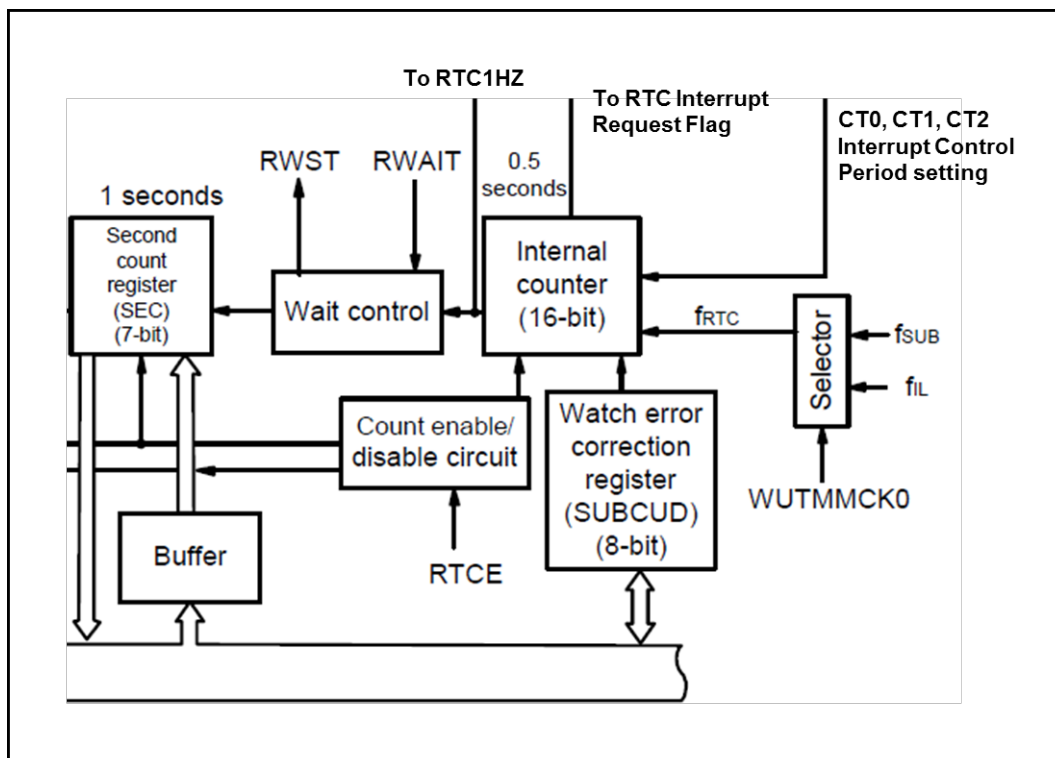 To RTC1HZ
To RTC Interrupt
Request Flag
CT0, CT1, CT2
Interrupt Control
Period setting
RWST
RWAIT
0.5
seconds
1 seconds
Second
count
register
(SEC)
(7-bit)
Wait control
Internal
counter
(16-bit)
fRTC
Selector
fSUB
fIL
Count enable/
disable circuit
Watch error
correction
register
(SUBCUD)
(8-bit)
WUTMMCK0
Buffer
RTCE